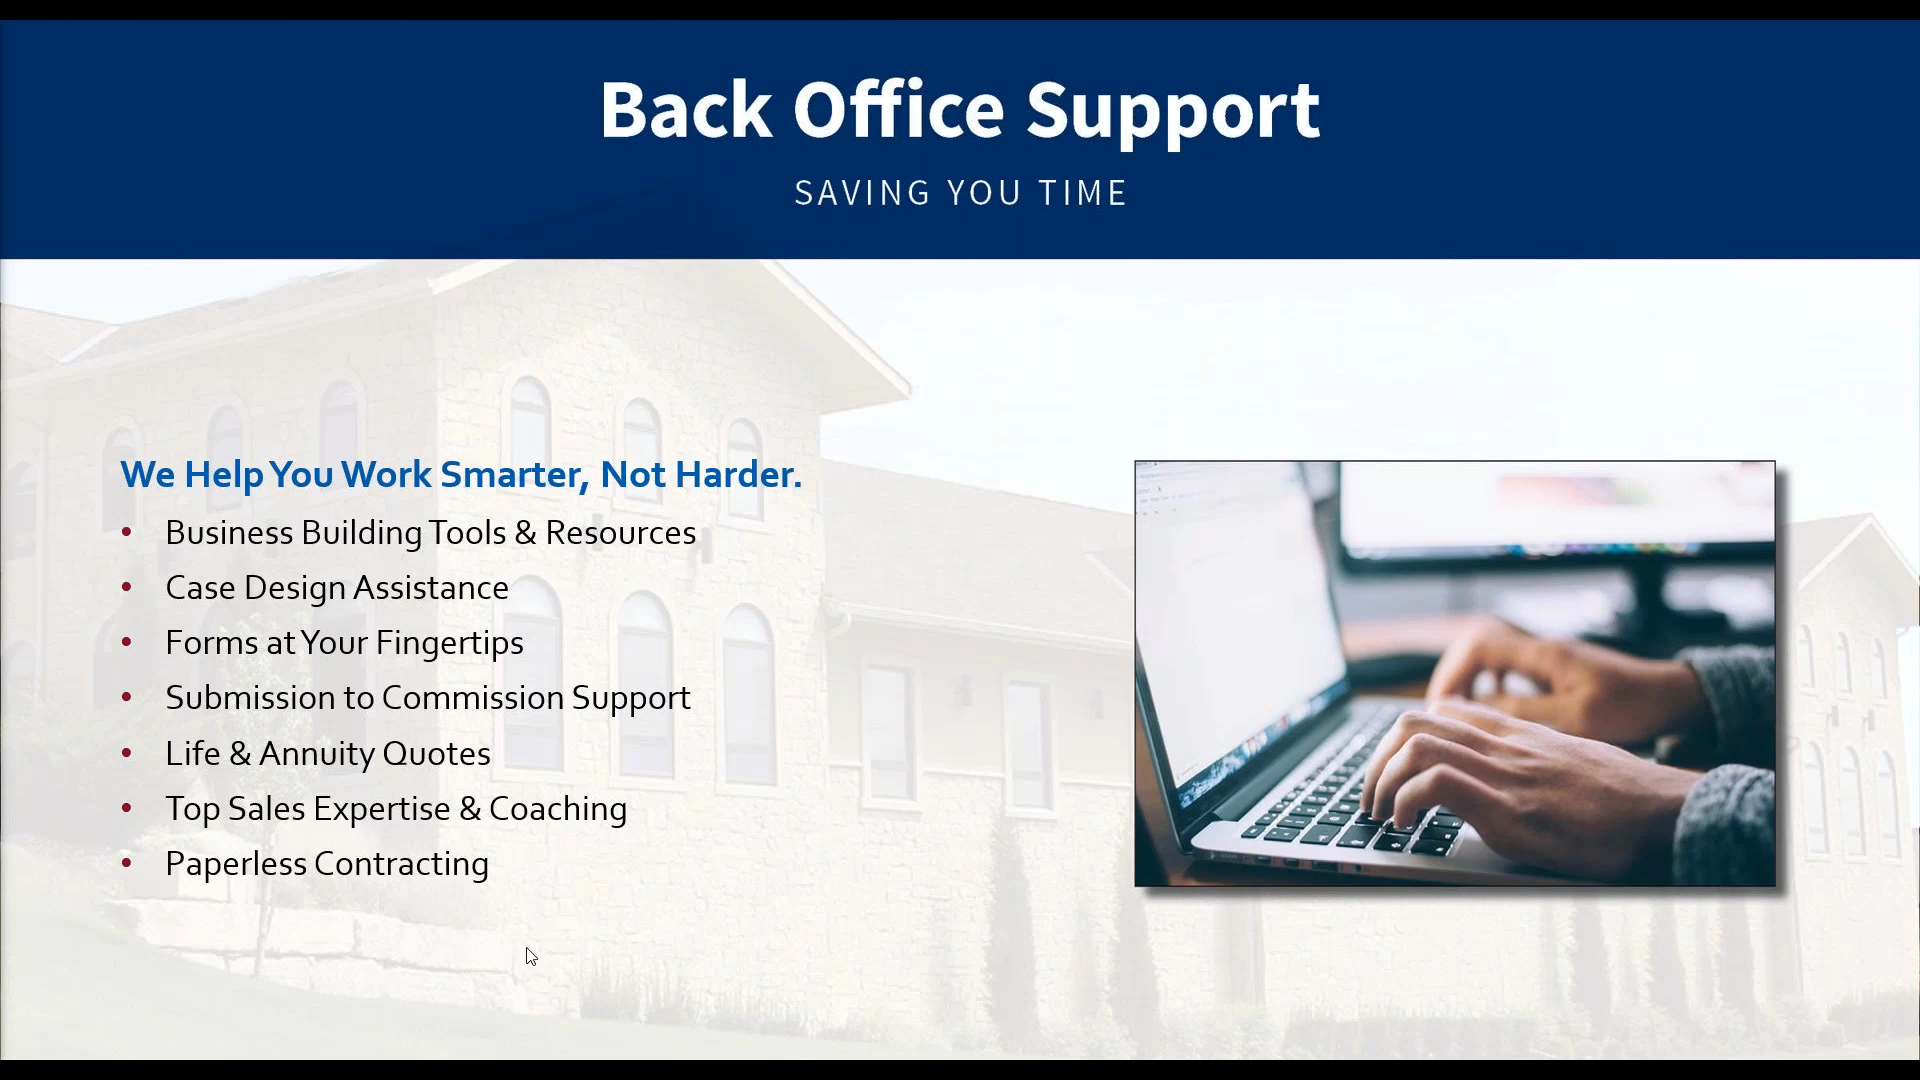 Back Office Support
SAVING YOU TIME
We Help You Work Smarter, Not Harder.
• Business Building Tools & Resources
• Case Design Assistance
• Forms at Your Fingertips
• Submission to Commission Support
• Life & Annuity Quotes
• Top Sales Expertise & Coaching
• Paperless Contracting